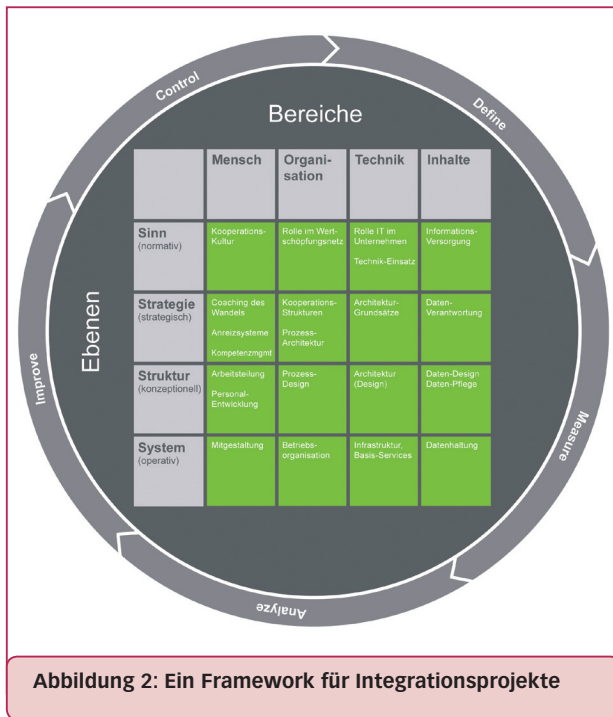 Control
Define
Bereiche
Ebenen
Mensch
Organi-
sation
Technik
Inhalte
Sinn
(normativ)
Kooperations-
Kultur
Rolle im Wert-
schöpfungsnetz
Rolle IT im
Unternehmen
Technik-Einsatz
Informations-
Versorgung
Strategie
(strategisch)
Coaching des
Wandels
Anreizsysteme
Kompetenzmgmt
Kooperations-
Strukturen
Prozess-
Architektur
Architektur-
Grundsätze
Daten-
Verantwortung
Struktur
(konzeptionell)
Arbeitsteilung
Personal-
Entwicklung
Prozess-
Design
Architektur
(Design)
Daten-Design
Daten-Pflege
System
(operativ)
Mitgestaltung
Betriebs-
organisation
Infrastruktur,
Basis-Services
Datenhaltung
Improve
Measure
Analyze
Abbildung 2: Ein Framework für Integrationsprojekte